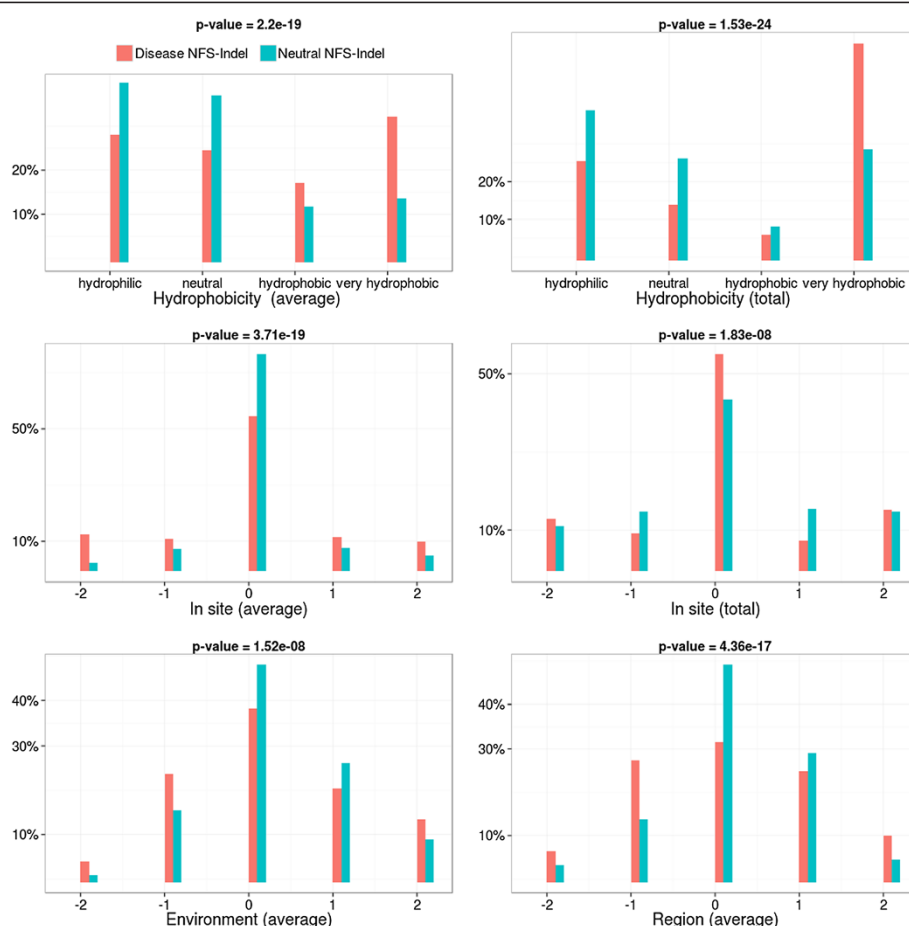 p-value = 2.2e-19
Disease NFS-Indel Neutral NFS-Indel
20%
10%
hydrophilic neutral hydrophobic very hydrophobic
Hydrophobicity (average)
p-value = 1.53e-24
20%
10%
hydrophilic neutral hydrophobic very hydrophobic
Hydrophobicity (total)
p-value = 3.71e-19
50%
10%
-2 -1 0 1 2
In site (average)
p-value = 1.83e-08
50%
10%
-2 -1 0 1 2
In site (total)
p-value = 1.52e-08
40%
30%
10%
-2 -1 0 1 2
Environment (average)
p-value = 4.36e-17
40%
30%
10%
-2 -1 0 1 2
Region (average)